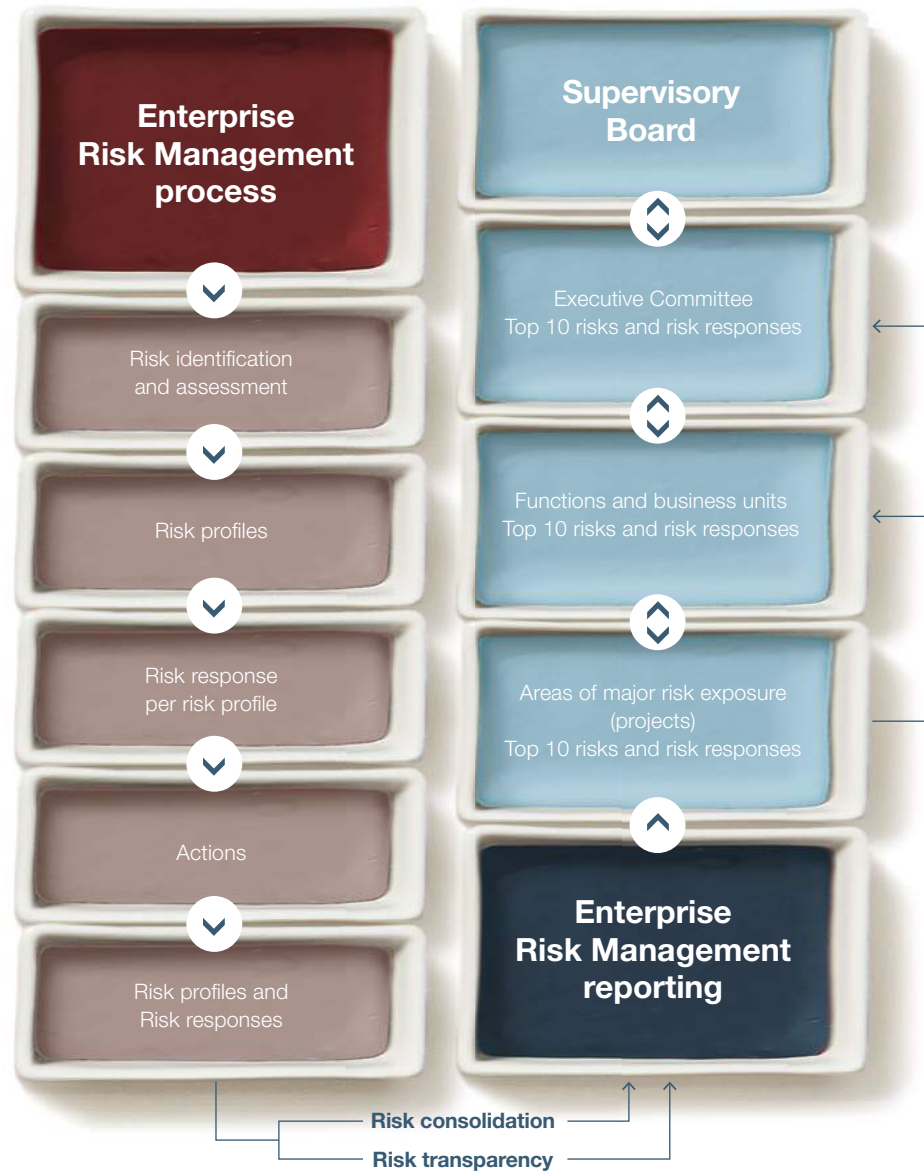 Enterprise
Risk Management
process
Risk identification
and assessment
Risk profiles
Risk response
per risk profile
Actions
Risk profiles and
Risk responses
Supervisory
Board
Executive Committee
Top 10 risks and risk responses
Functions and business units
Top 10 risks and risk responses
Areas of major risk exposure
(projects)
Top 10 risks and risk responses
Enterprise
Risk Management
reporting
Risk consolidation
Risk transparency